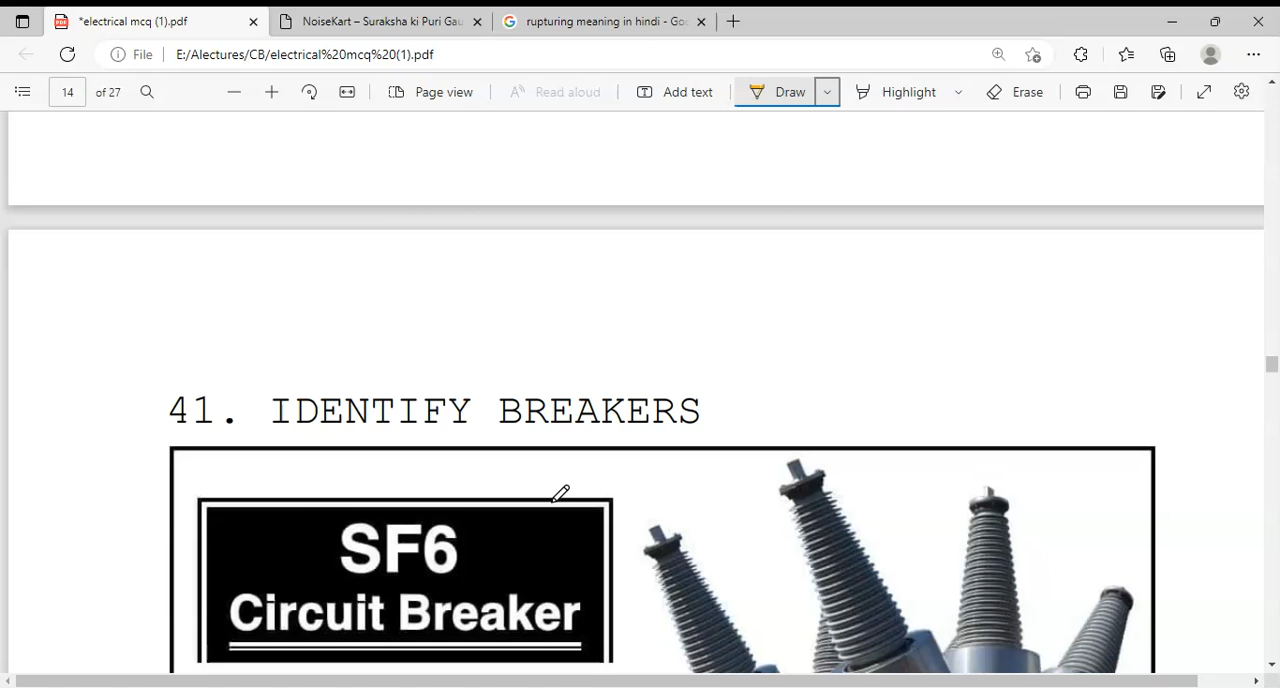 *electrical mcq (1).pdf
NoiseKart – Suraksha ki Puri Gau
rupturing meaning in hindi - Goo
File
E:/Alectures/CB/electrical%20mcq%20(1).pdf
14
of 27
Page view
Read aloud
Add text
Draw
Highlight
Erase
41. IDENTIFY BREAKERS
SF6
Circuit Breaker